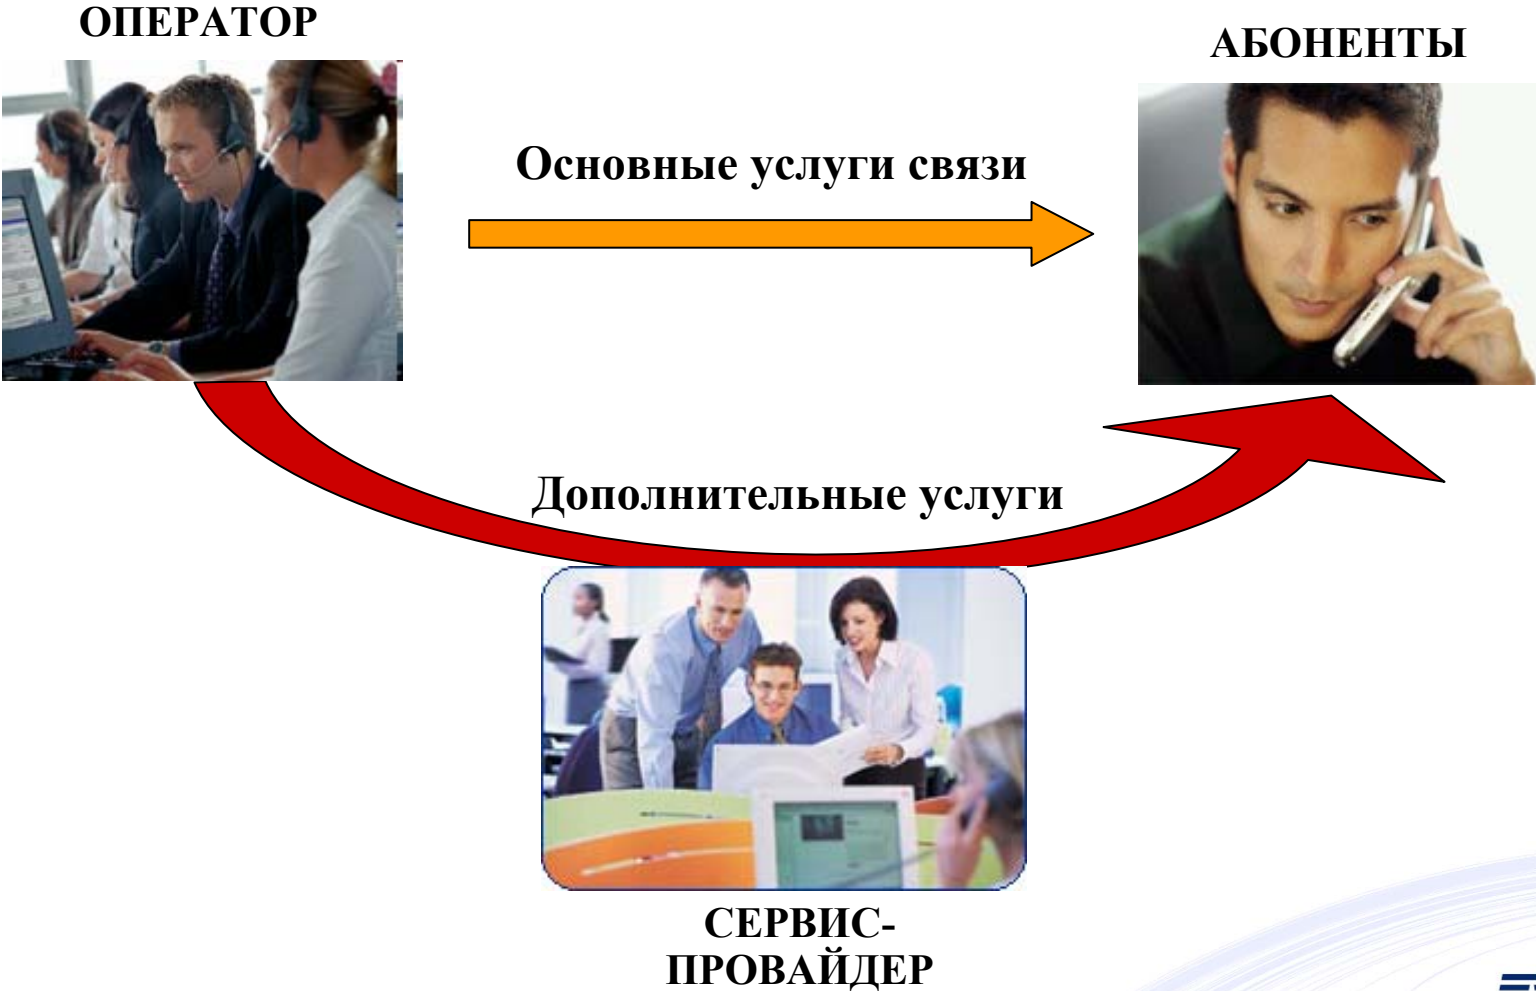 ОПЕРАТОР
АБОНЕНТЫ
Основные услуги связи
Дополнительные услуги
СЕРВИС-
ПРОВАЙДЕР